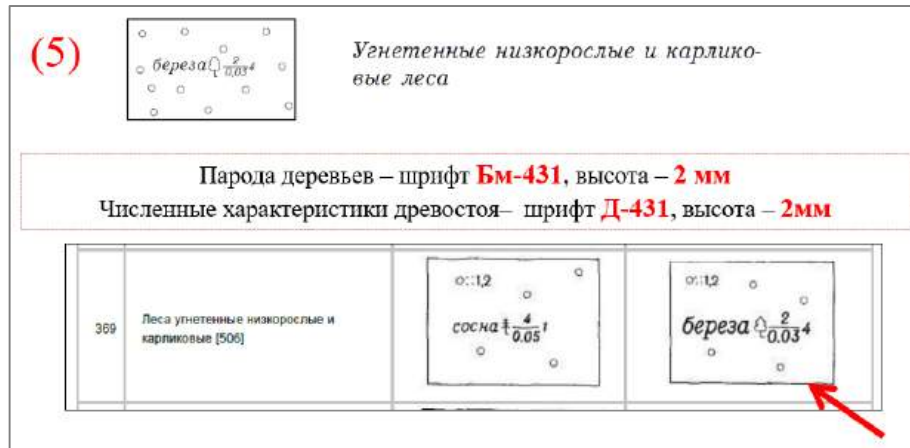 (5)
береза 2/0,03 4
Угнетенные низкорослые и карлико-
вые леса
Парода деревьев – шрифт Бм-431, высота – 2 мм
Численные характеристики древостоя– шрифт Д-431, высота – 2мм
369
Леса угнетенные низкорослые и
карликовые [506]
1,2
сосна 4/0.05 1
1,2
береза 2/0.03 4